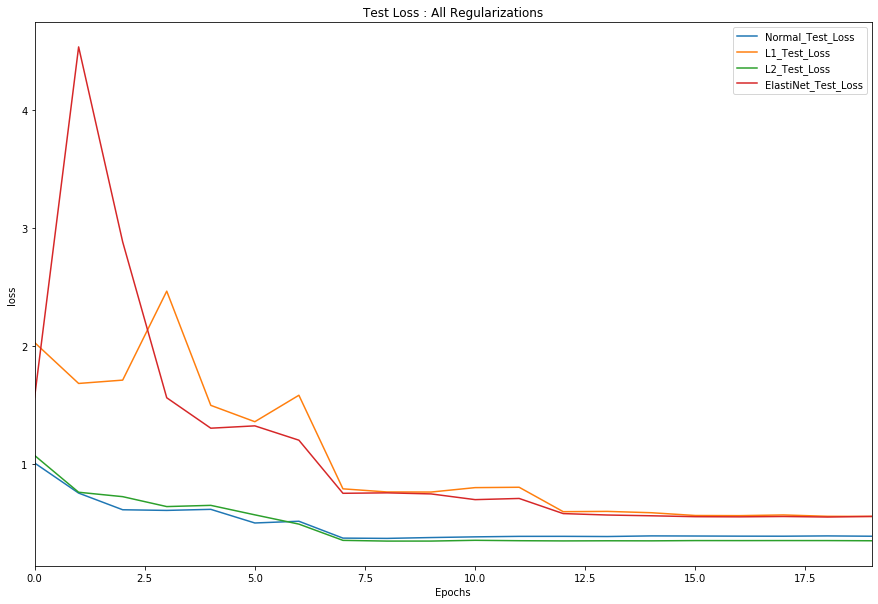 Test Loss : All Regularizations
Normal_Test_Loss
L1_Test_Loss
L2_Test_Loss
ElastiNet_Test_Loss
4
3
2
1
loss
0.0 2.5 5.0 7.5 10.0 12.5 15.0 17.5
Epochs